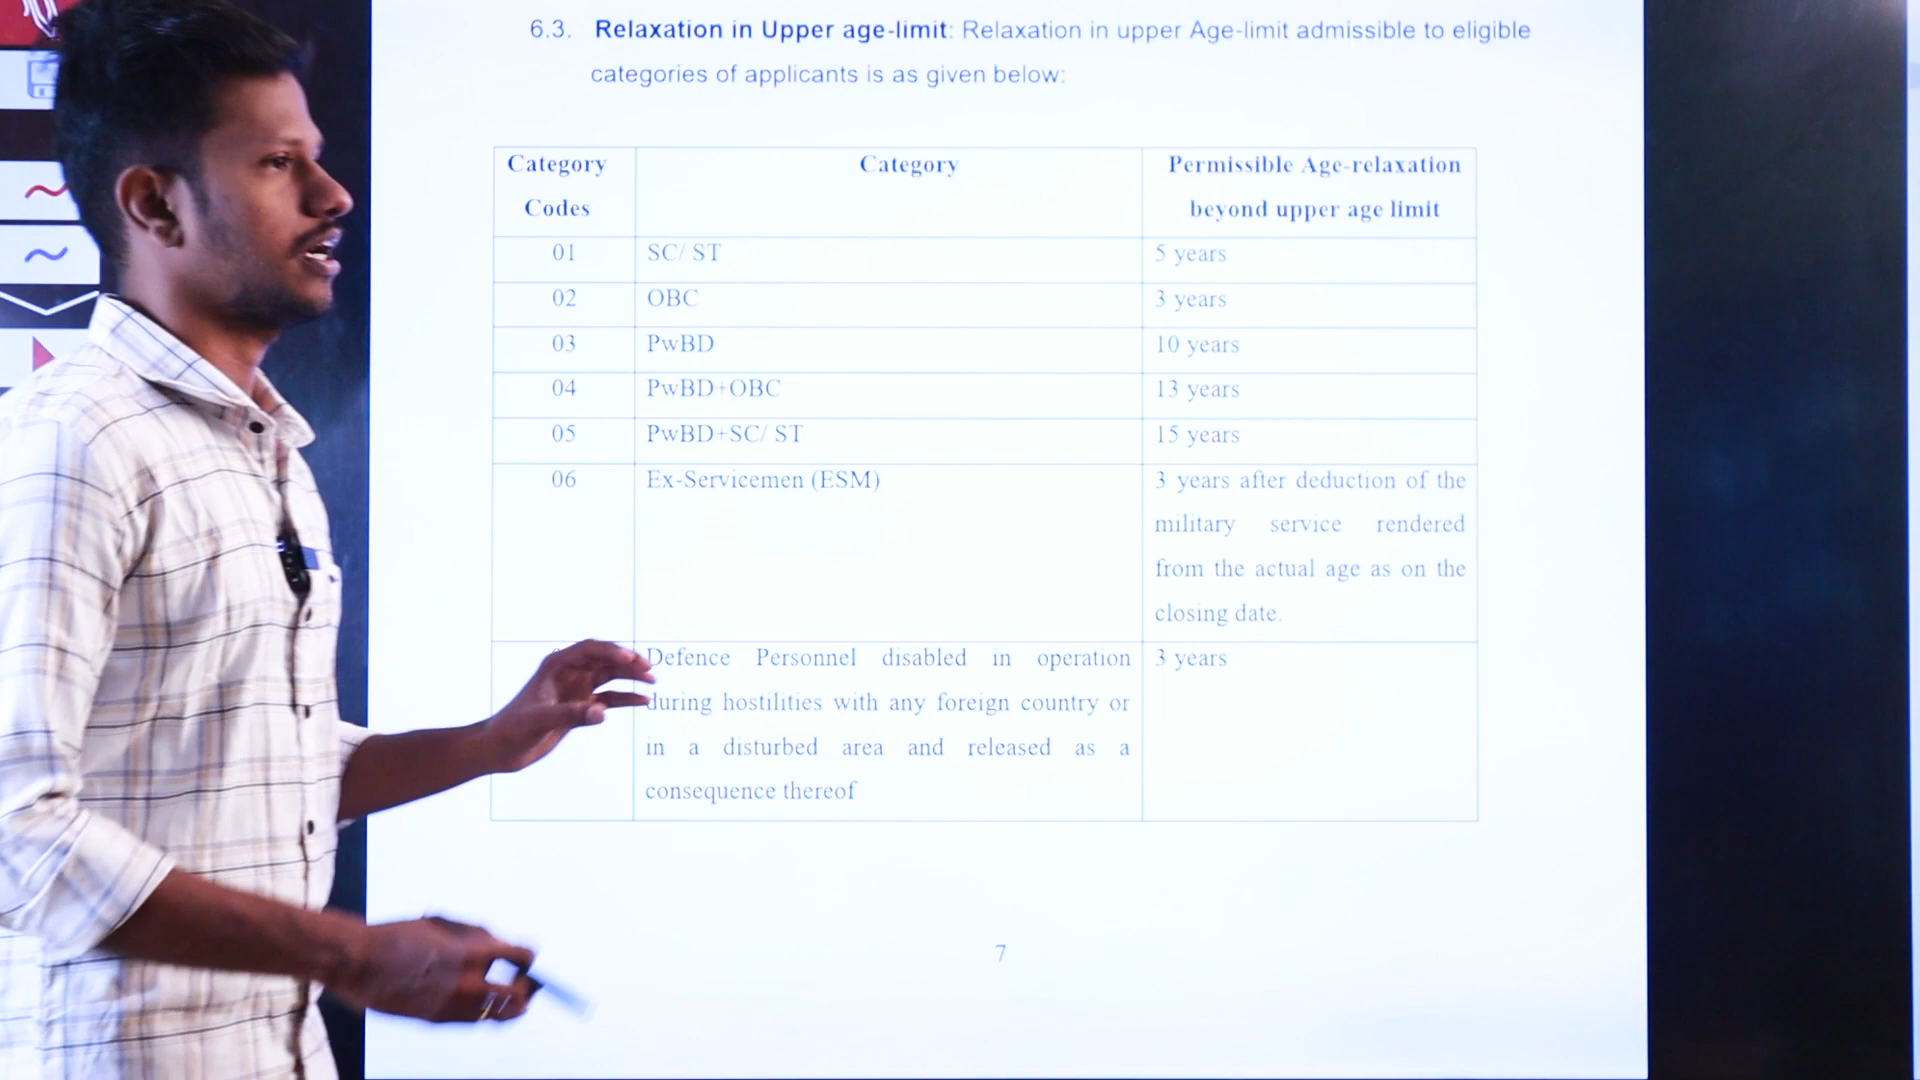 6.3. Relaxation in Upper age-limit: Relaxation in upper Age-limit admissible to eligible
categories of applicants is as given below:
Category Codes Category Permissible Age-relaxation beyond upper age limit
01 SC/ ST 5 years
02 OBC 3 years
03 PwBD 10 years
04 PwBD+OBC 13 years
05 PwBD+SC/ ST 15 years
06 Ex-Servicemen (ESM) 3 years after deduction of the
military service rendered
from the actual age as on the
closing date.
Defence Personnel disabled in operation 3 years
during hostilities with any foreign country or
in a disturbed area and released as a
consequence thereof
7